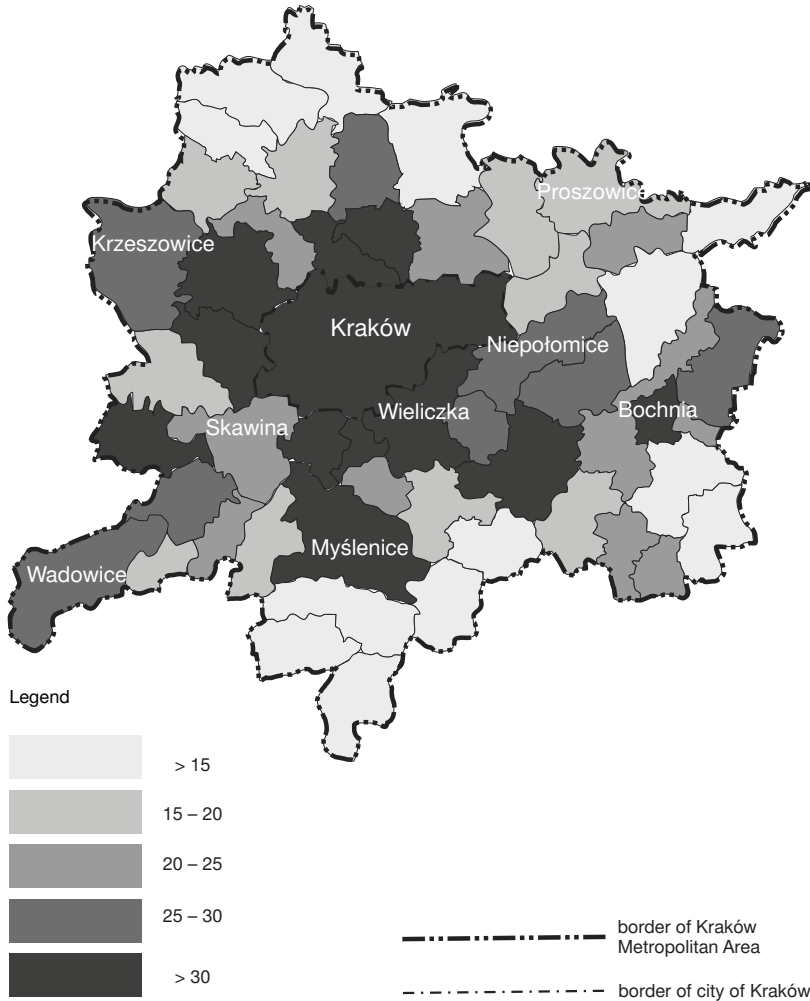 Proszowice
Krzeszowice
Kraków
Niepołomice
Wieliczka
Bochnia
Skawina
Myślenice
Wadowice
Legend
> 15
15 – 20
20 – 25
25 – 30
> 30
border of Kraków
Metropolitan Area
border of city of Kraków